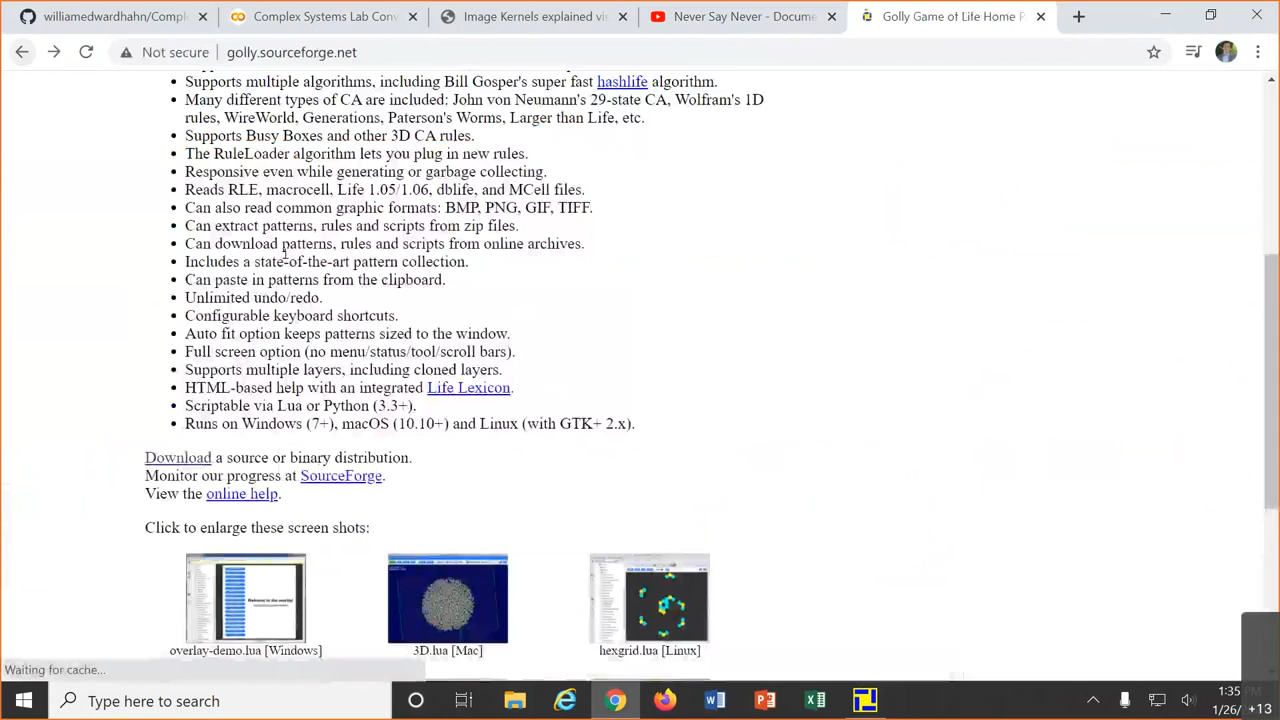 williamedwardhahn/Compl
Complex Systems Lab Conv
Image Kernels explained vis
Never Say Never - Docume
Golly Game of Life Home P
Not secure
golly.sourceforge.net
Supports multiple algorithms, including Bill Gosper's super fast hashlife algorithm.
Many different types of CA are included: John von Neumann's 29-state CA, Wolfram's 1D
rules, WireWorld, Generations, Paterson's Worms, Larger than Life, etc.
Supports Busy Boxes and other 3D CA rules.
The RuleLoader algorithm lets you plug in new rules.
Responsive even while generating or garbage collecting.
Reads RLE, macrocell, Life 1.05/1.06, dblife, and MCell files.
Can also read common graphic formats: BMP, PNG, GIF, TIFF.
Can extract patterns, rules and scripts from zip files.
Can download patterns, rules and scripts from online archives.
Includes a state-of-the-art pattern collection.
Can paste in patterns from the clipboard.
Unlimited undo/redo.
Configurable keyboard shortcuts.
Auto fit option keeps patterns sized to the window.
Full screen option (no menu/status/tool/scroll bars).
Supports multiple layers, including cloned layers.
HTML-based help with an integrated Life Lexicon.
Scriptable via Lua or Python (3.3+).
Runs on Windows (7+), macOS (10.10+) and Linux (with GTK+ 2.x).
Download a source or binary distribution.
Monitor our progress at SourceForge.
View the online help.
Click to enlarge these screen shots:
overlay-demo.lua [Windows]
3D.lua [Mac]
hexgrid.lua [Linux]
Waiting for cache...
Type here to search
1:35 PM
1/26/
+13